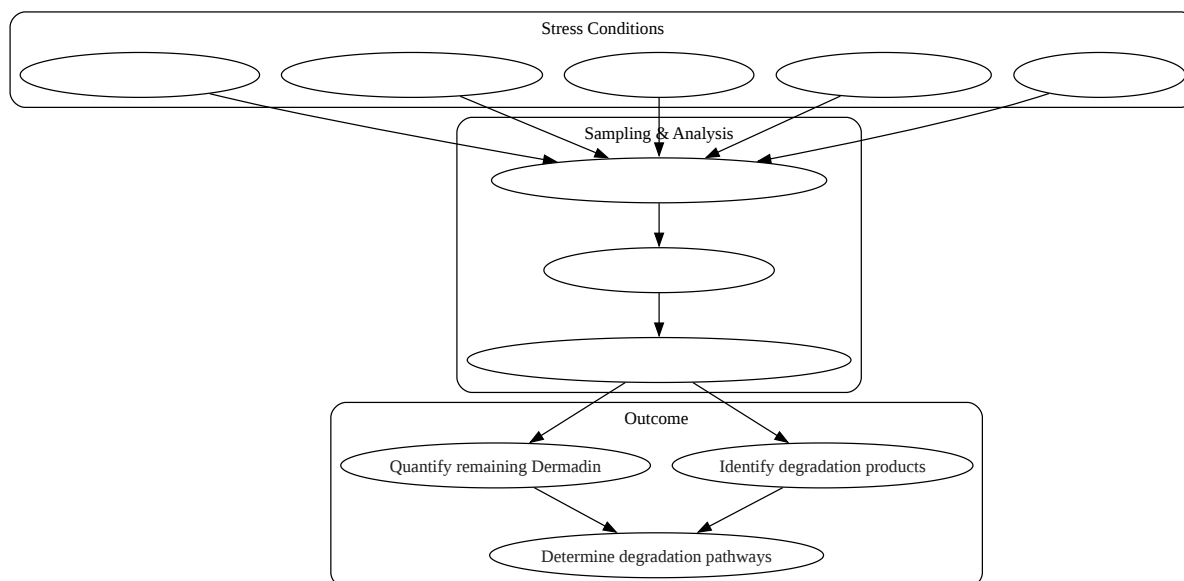 Stress Conditions
Sampling & Analysis
Outcome
Quantify remaining Dermadin
Identify degradation products
Determine degradation pathways